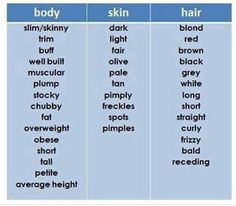 body skin hair
slim/skinny dark blond
trim light red
buff fair brown
well built olive black
muscular pale grey
plump tan white
stocky pimply long
chubby freckles short
fat spots straight
overweight pimples curly
obese frizzy
short bald
tall receding
petite
average height